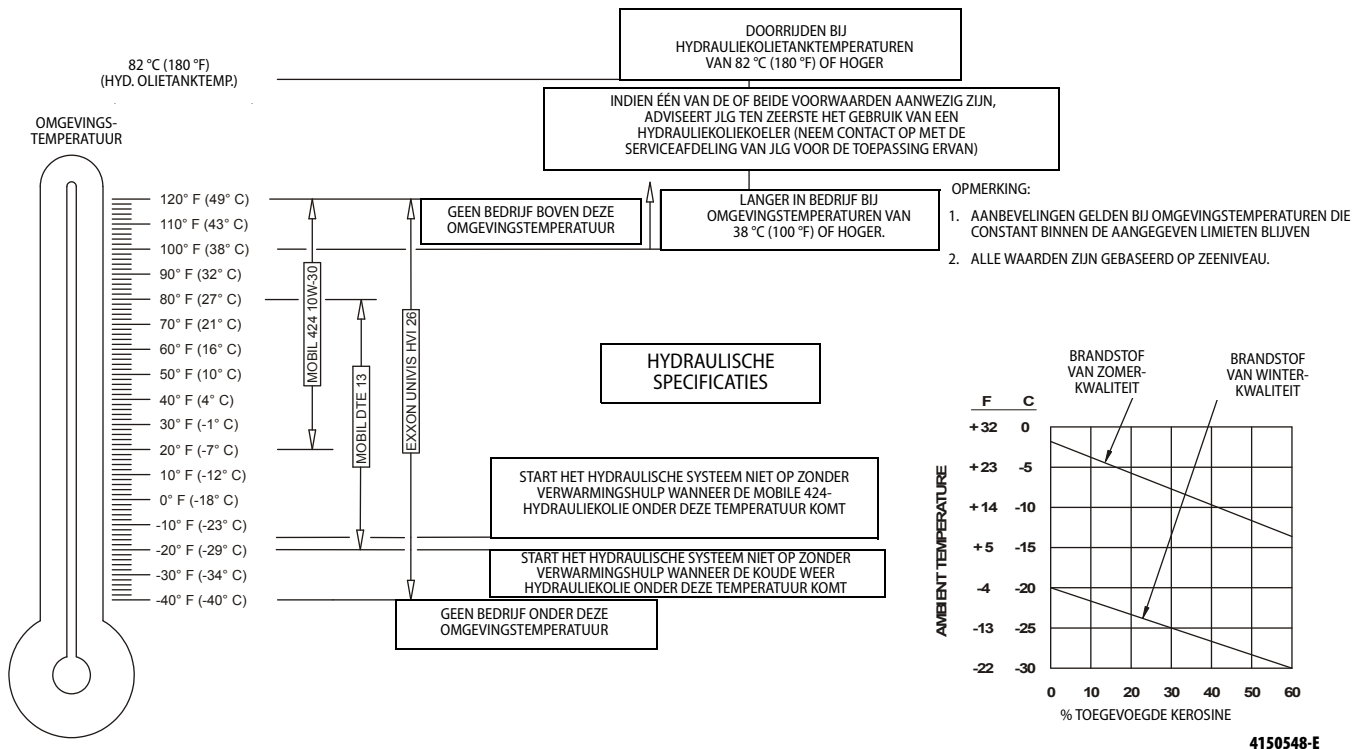 82 °C (180 °F)
(HYD. OLIETANKTEMP.)
DOORRIJDEN BIJ
HYDRAULIEKOLIETANKTEMPERATUREN
VAN 82 °C (180 °F) OF HOGER
INDIEN ÉÉN VAN DE OF BEIDE VOORWAARDEN AANWEZIG ZIJN,
ADVISEERT JLG TEN ZEERSTE HET GEBRUIK VAN EEN
HYDRAULIEKOLIEKOELER (NEEM CONTACT OP MET DE
SERVICEAFDELING VAN JLG VOOR DE TOEPASSING ERVAN)
OMGEVINGS-
TEMPERATUUR
120° F (49° C)
110° F (43° C)
100° F (38° C)
90° F (32° C)
80° F (27° C)
70° F (21° C)
60° F (16° C)
50° F (10° C)
40° F (4° C)
30° F (-1° C)
20° F (-7° C)
10° F (-12° C)
0° F (-18° C)
-10° F (-23° C)
-20° F (-29° C)
-30° F (-34° C)
-40° F (-40° C)
MOBIL 424 10W-30
MOBIL DTE 13
EXXON UNIVIS HVI 26
GEEN BEDRIJF BOVEN DEZE
OMGEVINGSTEMPERATUUR
LANGER IN BEDRIJF BIJ
OMGEVINGSTEMPERATUREN VAN
38 °C (100 °F) OF HOGER.
OPMERKING:
1. AANBEVELINGEN GELDEN BIJ OMGEVINGSTEMPERATUREN DIE
CONSTANT BINNEN DE AANGEGEVEN LIMIETEN BLIJVEN
2. ALLE WAARDEN ZIJN GEBASEERD OP ZEENIVEAU.
HYDRAULISCHE
SPECIFICATIES
START HET HYDRAULISCHE SYSTEEM NIET OP ZONDER
VERWARMINGSHULP WANNEER DE MOBILE 424-
HYDRAULIEKOLIE ONDER DEZE TEMPERATUUR KOMT
START HET HYDRAULISCHE SYSTEEM NIET OP ZONDER
VERWARMINGSHULP WANNEER DE KOUDE WEER
HYDRAULIEKOLIE ONDER DEZE TEMPERATUUR KOMT
GEEN BEDRIJF ONDER DEZE
OMGEVINGSTEMPERATUUR
BRANDSTOF
VAN ZOMER-
KWALITEIT
BRANDSTOF
VAN WINTER-
KWALITEIT
F C
+32 0
+23 -5
+14 -10
+5 -15
-4 -20
-13 -25
-22 -30
AMBIENT TEMPERATURE
0 10 20 30 40 50 60
% TOEGEVOEGDE KEROSINE
4150548-E